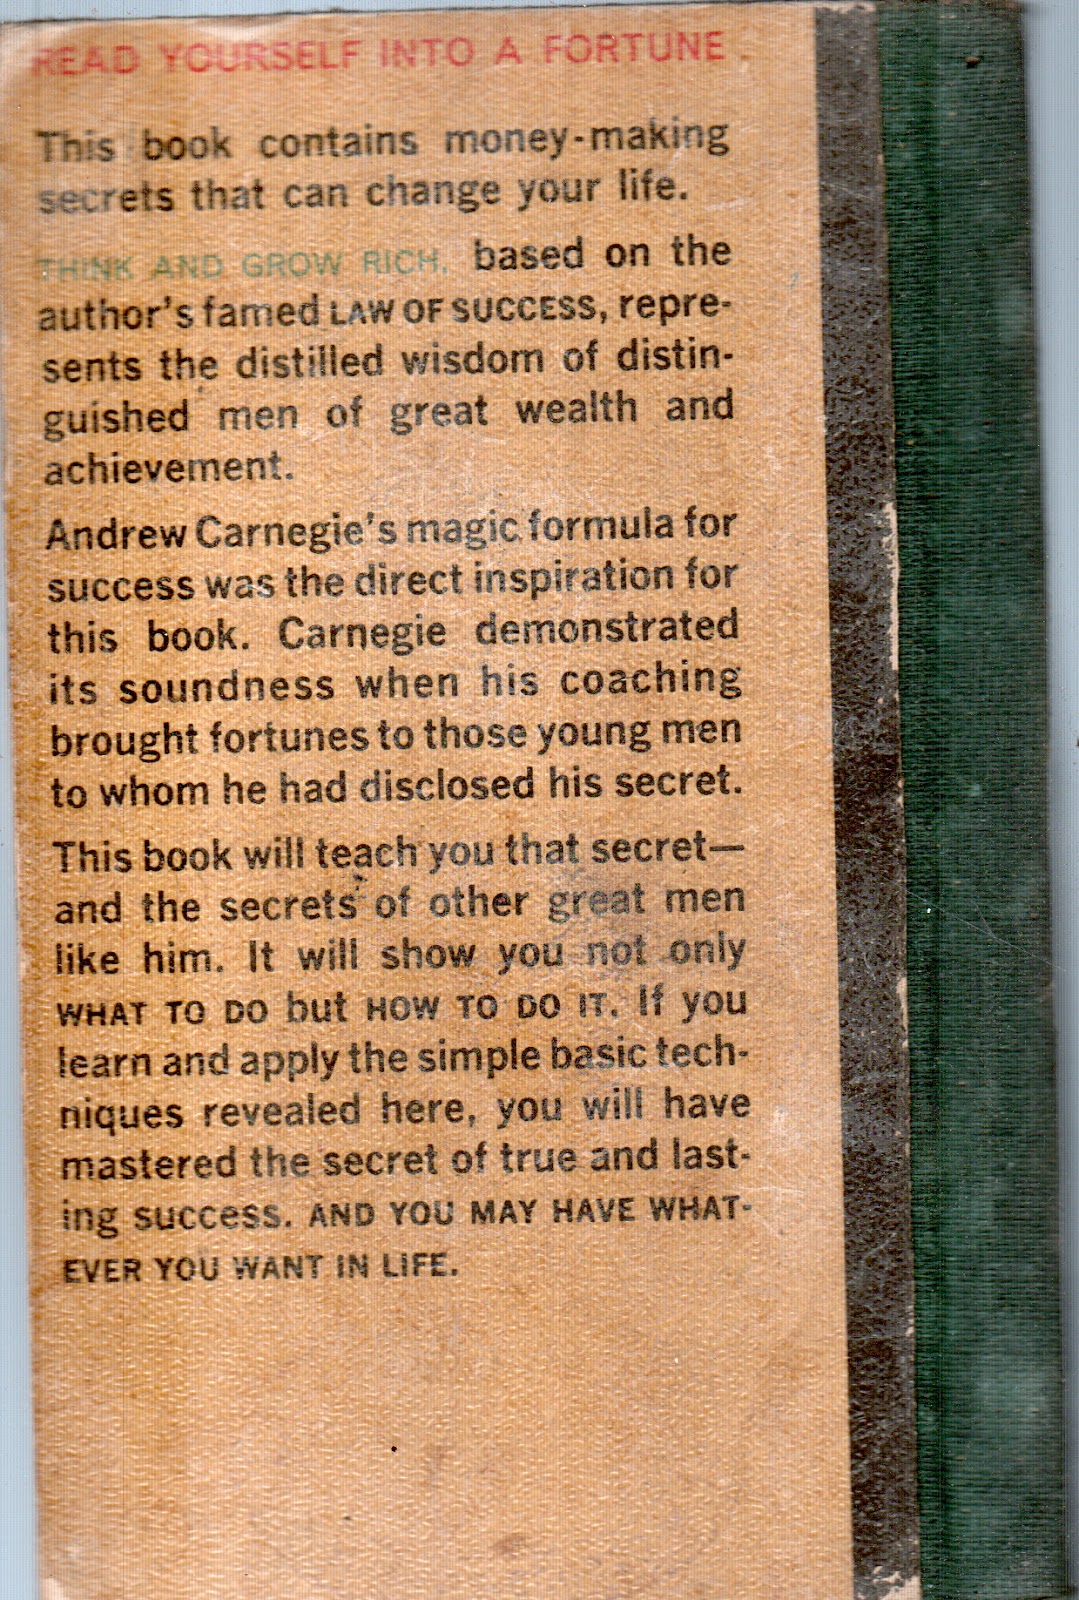 READ YOURSELF INTO A FORTUNE.
This book contains money-making
secrets that can change your life.
THINK AND GROW RICH, based on the
author's famed LAW OF SUCCESS, repre-
sents the distilled wisdom of distin-
guished men of great wealth and
achievement.
Andrew Carnegie's magic formula for
success was the direct inspiration for
this book. Carnegie demonstrated
its soundness when his coaching
brought fortunes to those young men
to whom he had disclosed his secret.
This book will teach you that secret—
and the secrets of other great men
like him. It will show you not only
WHAT TO DO but HOW TO DO IT. If you
learn and apply the simple basic tech-
niques revealed here, you will have
mastered the secret of true and last-
ing success. AND YOU MAY HAVE WHAT-
EVER YOU WANT IN LIFE.